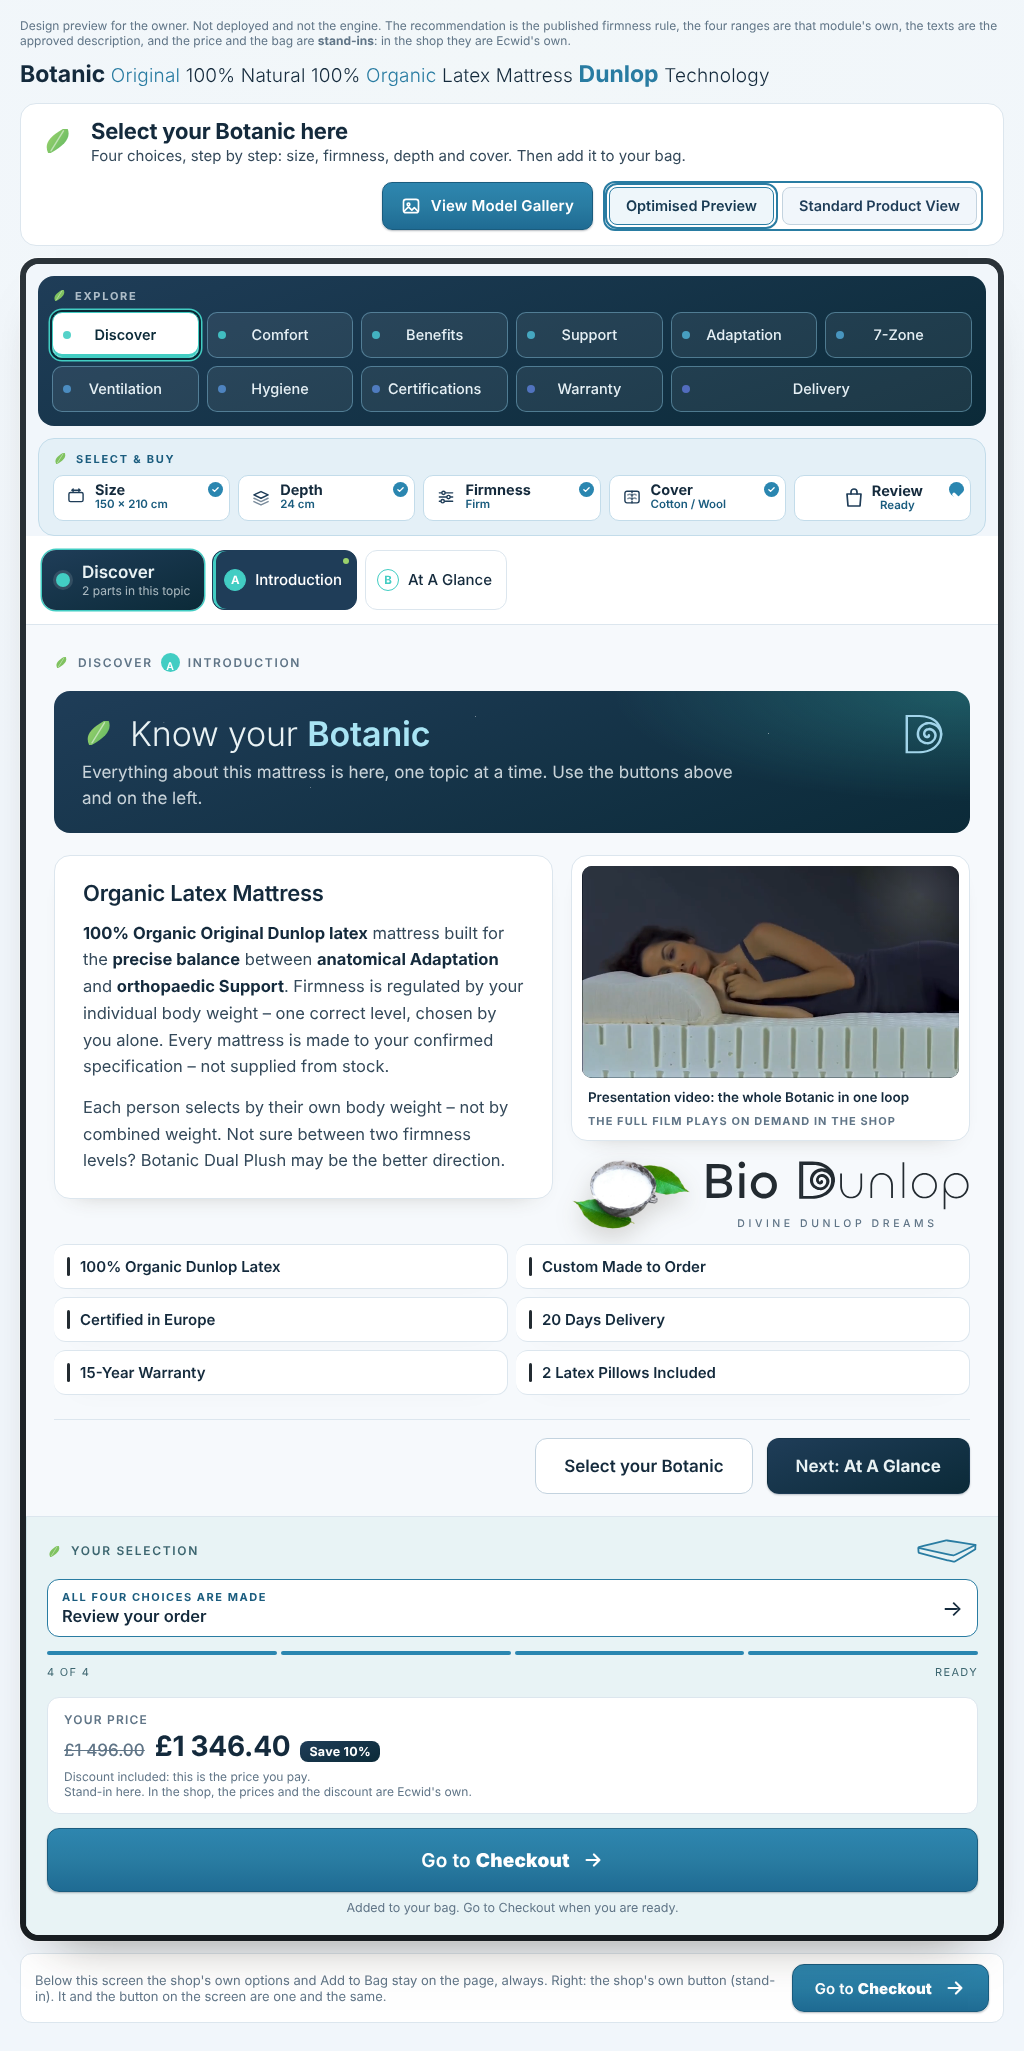 Design preview for the owner. Not deployed and not the engine. The recommendation is the published firmness rule, the four ranges are that module's own, the texts are the
approved description, and the price and the bag are stand-ins: in the shop they are Ecwid's own.
Botanic Original 100% Natural 100% Organic Latex Mattress Dunlop Technology
Select your Botanic here
Four choices, step by step: size, firmness, depth and cover. Then add it to your bag.
View Model Gallery
Optimised Preview
Standard Product View
EXPLORE
Discover
Comfort
Benefits
Support
Adaptation
7-Zone
Ventilation
Hygiene
Certifications
Warranty
Delivery
SELECT & BUY
Size
150 × 210 cm
Depth
24 cm
Firmness
Firm
Cover
Cotton / Wool
Review
Ready
Discover
2 parts in this topic
A Introduction
B At A Glance
DISCOVER A INTRODUCTION
Know your Botanic
Everything about this mattress is here, one topic at a time. Use the buttons above
and on the left.
Organic Latex Mattress
100% Organic Original Dunlop latex mattress built for
the precise balance between anatomical Adaptation
and orthopaedic Support. Firmness is regulated by your
individual body weight – one correct level, chosen by
you alone. Every mattress is made to your confirmed
specification – not supplied from stock.
Each person selects by their own body weight – not by
combined weight. Not sure between two firmness
levels? Botanic Dual Plush may be the better direction.
Presentation video: the whole Botanic in one loop
THE FULL FILM PLAYS ON DEMAND IN THE SHOP
Bio Dunlop
DIVINE DUNLOP DREAMS
100% Organic Dunlop Latex
Custom Made to Order
Certified in Europe
20 Days Delivery
15-Year Warranty
2 Latex Pillows Included
Select your Botanic
Next: At A Glance
YOUR SELECTION
ALL FOUR CHOICES ARE MADE
Review your order
4 OF 4
READY
YOUR PRICE
£1 496.00 £1 346.40 Save 10%
Discount included: this is the price you pay.
Stand-in here. In the shop, the prices and the discount are Ecwid's own.
Go to Checkout
Added to your bag. Go to Checkout when you are ready.
Below this screen the shop's own options and Add to Bag stay on the page, always. Right: the shop's own button (stand-
in). It and the button on the screen are one and the same.
Go to Checkout